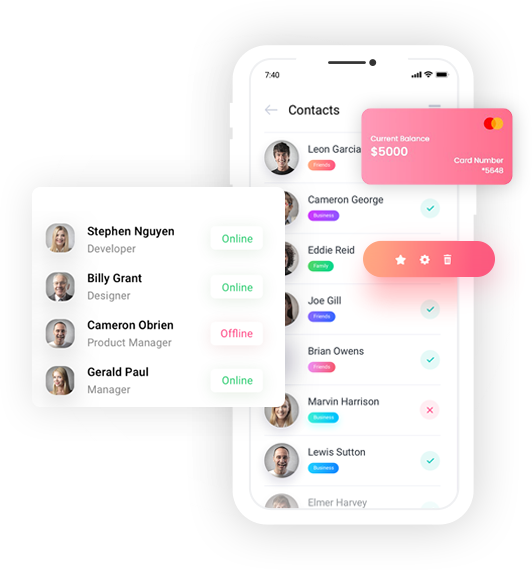 7:40
Contacts
Current Balance
$5000
Card Number
*5648
Leon Garcia
Friends
Cameron George
Business
Eddie Reid
Family
Joe Gill
Friends
Brian Owens
Friends
Marvin Harrison
Business
Lewis Sutton
Business
Elmer Harvey
Stephen Nguyen
Developer
Online
Billy Grant
Designer
Online
Cameron Obrien
Product Manager
Offline
Gerald Paul
Manager
Online